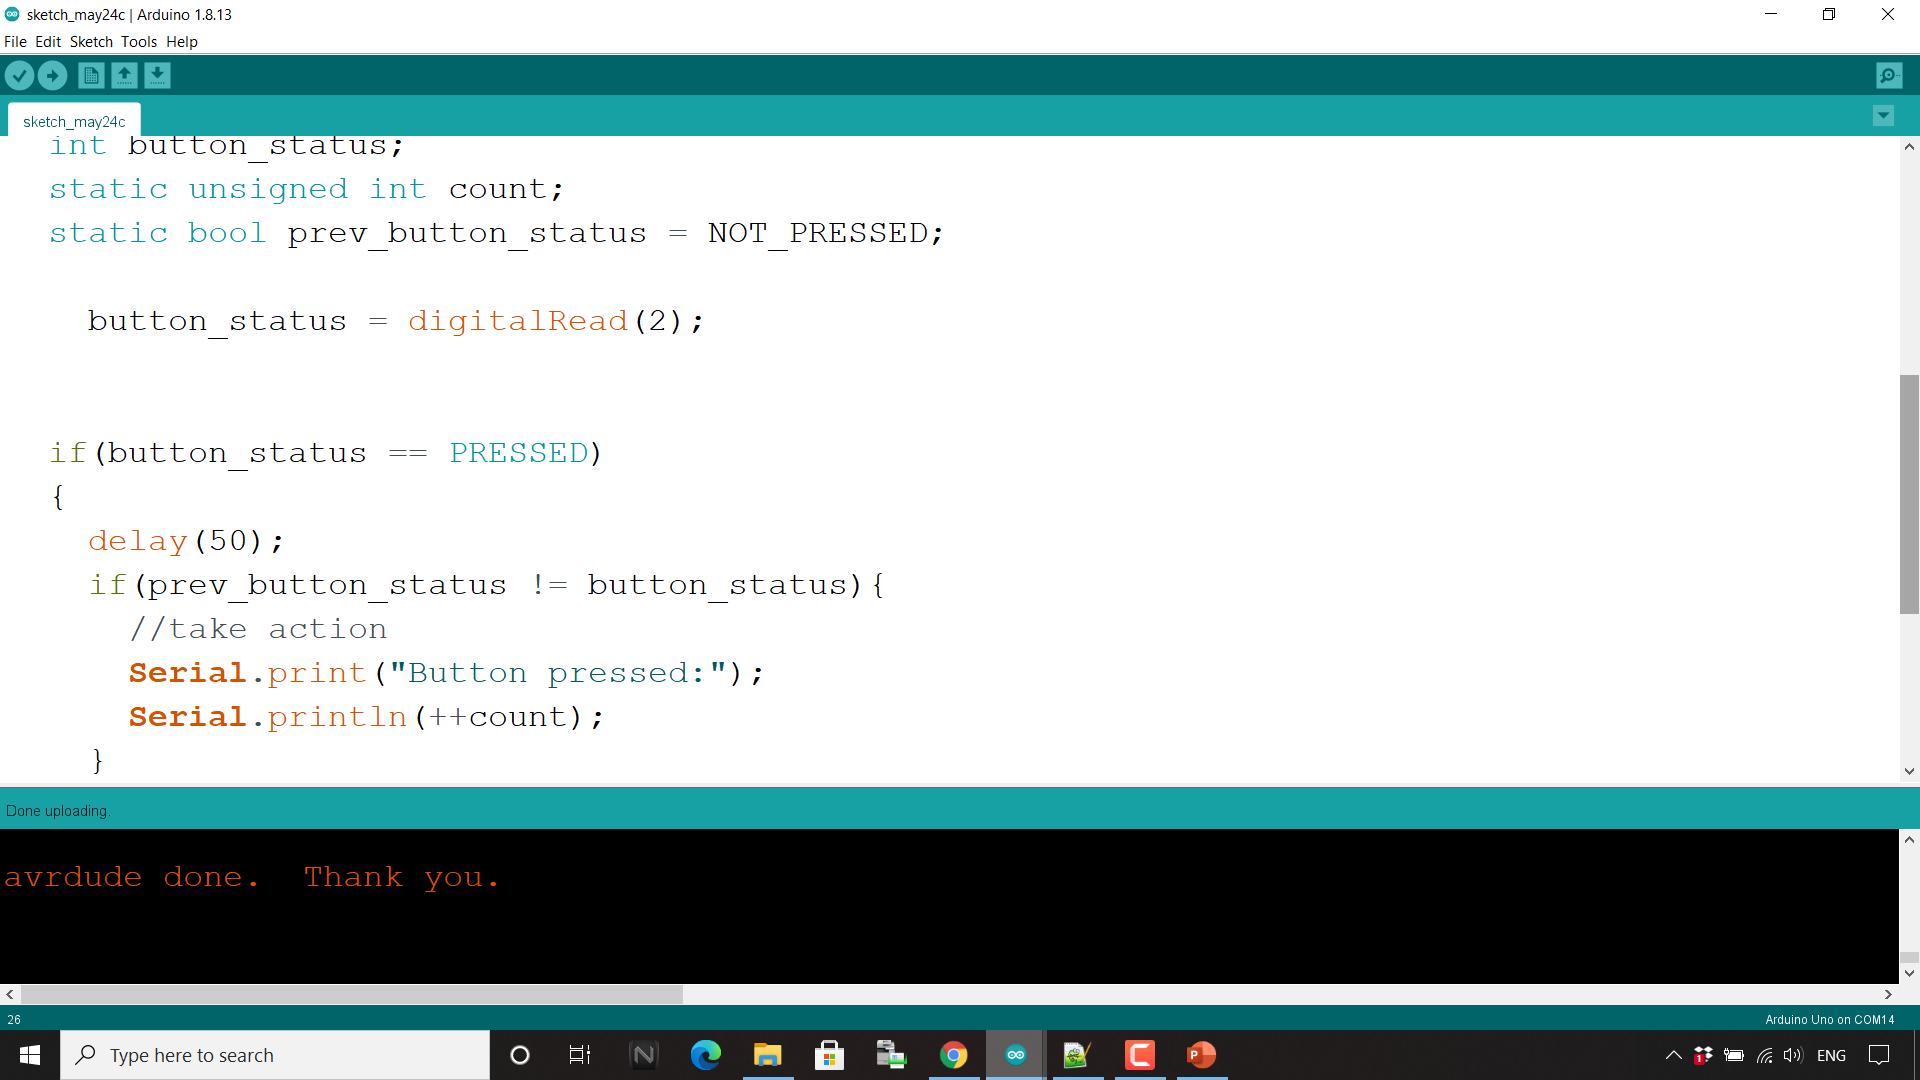 sketch_may24c | Arduino 1.8.13
File Edit Sketch Tools Help
sketch_may24c
int button_status;
static unsigned int count;
static bool prev_button_status = NOT_PRESSED;
button_status = digitalRead(2);
if(button_status == PRESSED)
{
delay(50);
if(prev_button_status != button_status){
//take action
Serial.print("Button pressed:");
Serial.println(++count);
}
Done uploading.
avrdude done.  Thank you.
26
Arduino Uno on COM14
Type here to search
N
P
1
ENG